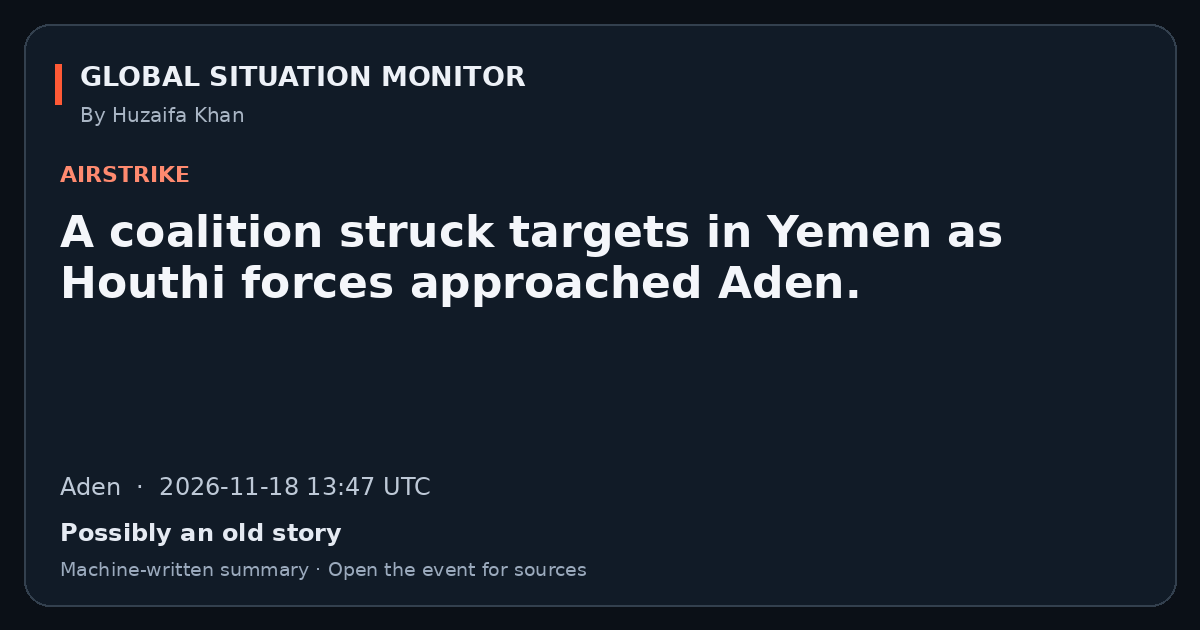 GLOBAL SITUATION MONITOR
By Huzaifa Khan
AIRSTRIKE
A coalition struck targets in Yemen as
Houthi forces approached Aden.
Aden · 2026-11-18 13:47 UTC
Possibly an old story
Machine-written summary · Open the event for sources